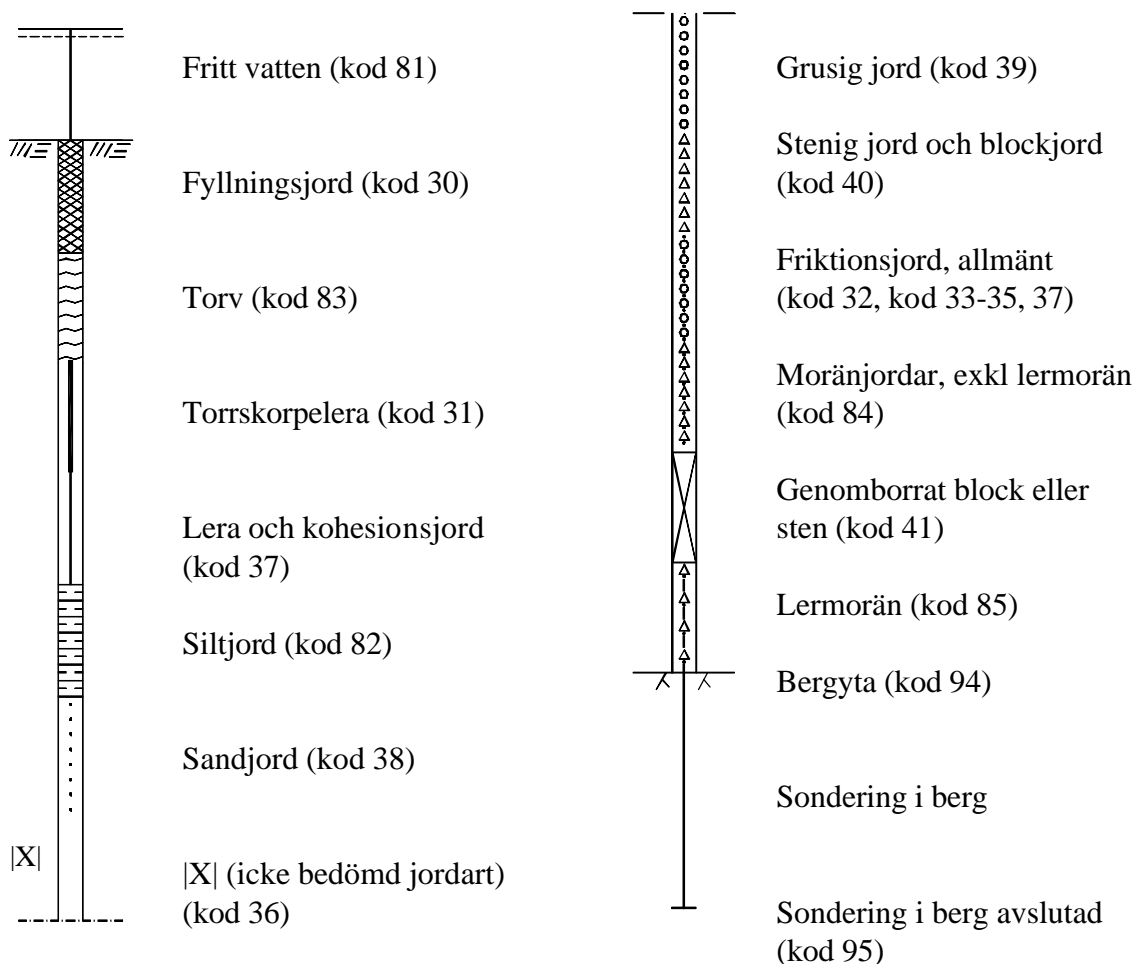 Fritt vatten (kod 81)
Fyllningsjord (kod 30)
Torv (kod 83)
Torrskorpelera (kod 31)
Lera och kohesionsjord
(kod 37)
Siltjord (kod 82)
Sandjord (kod 38)
|X|
|X| (icke bedömd jordart)
(kod 36)
Grusig jord (kod 39)
Stenig jord och blockjord
(kod 40)
Friktionsjord, allmänt
(kod 32, kod 33-35, 37)
Moränjordar, exkl lermorän
(kod 84)
Genomborrat block eller
sten (kod 41)
Lermorän (kod 85)
Bergyta (kod 94)
Sondering i berg
Sondering i berg avslutad
(kod 95)